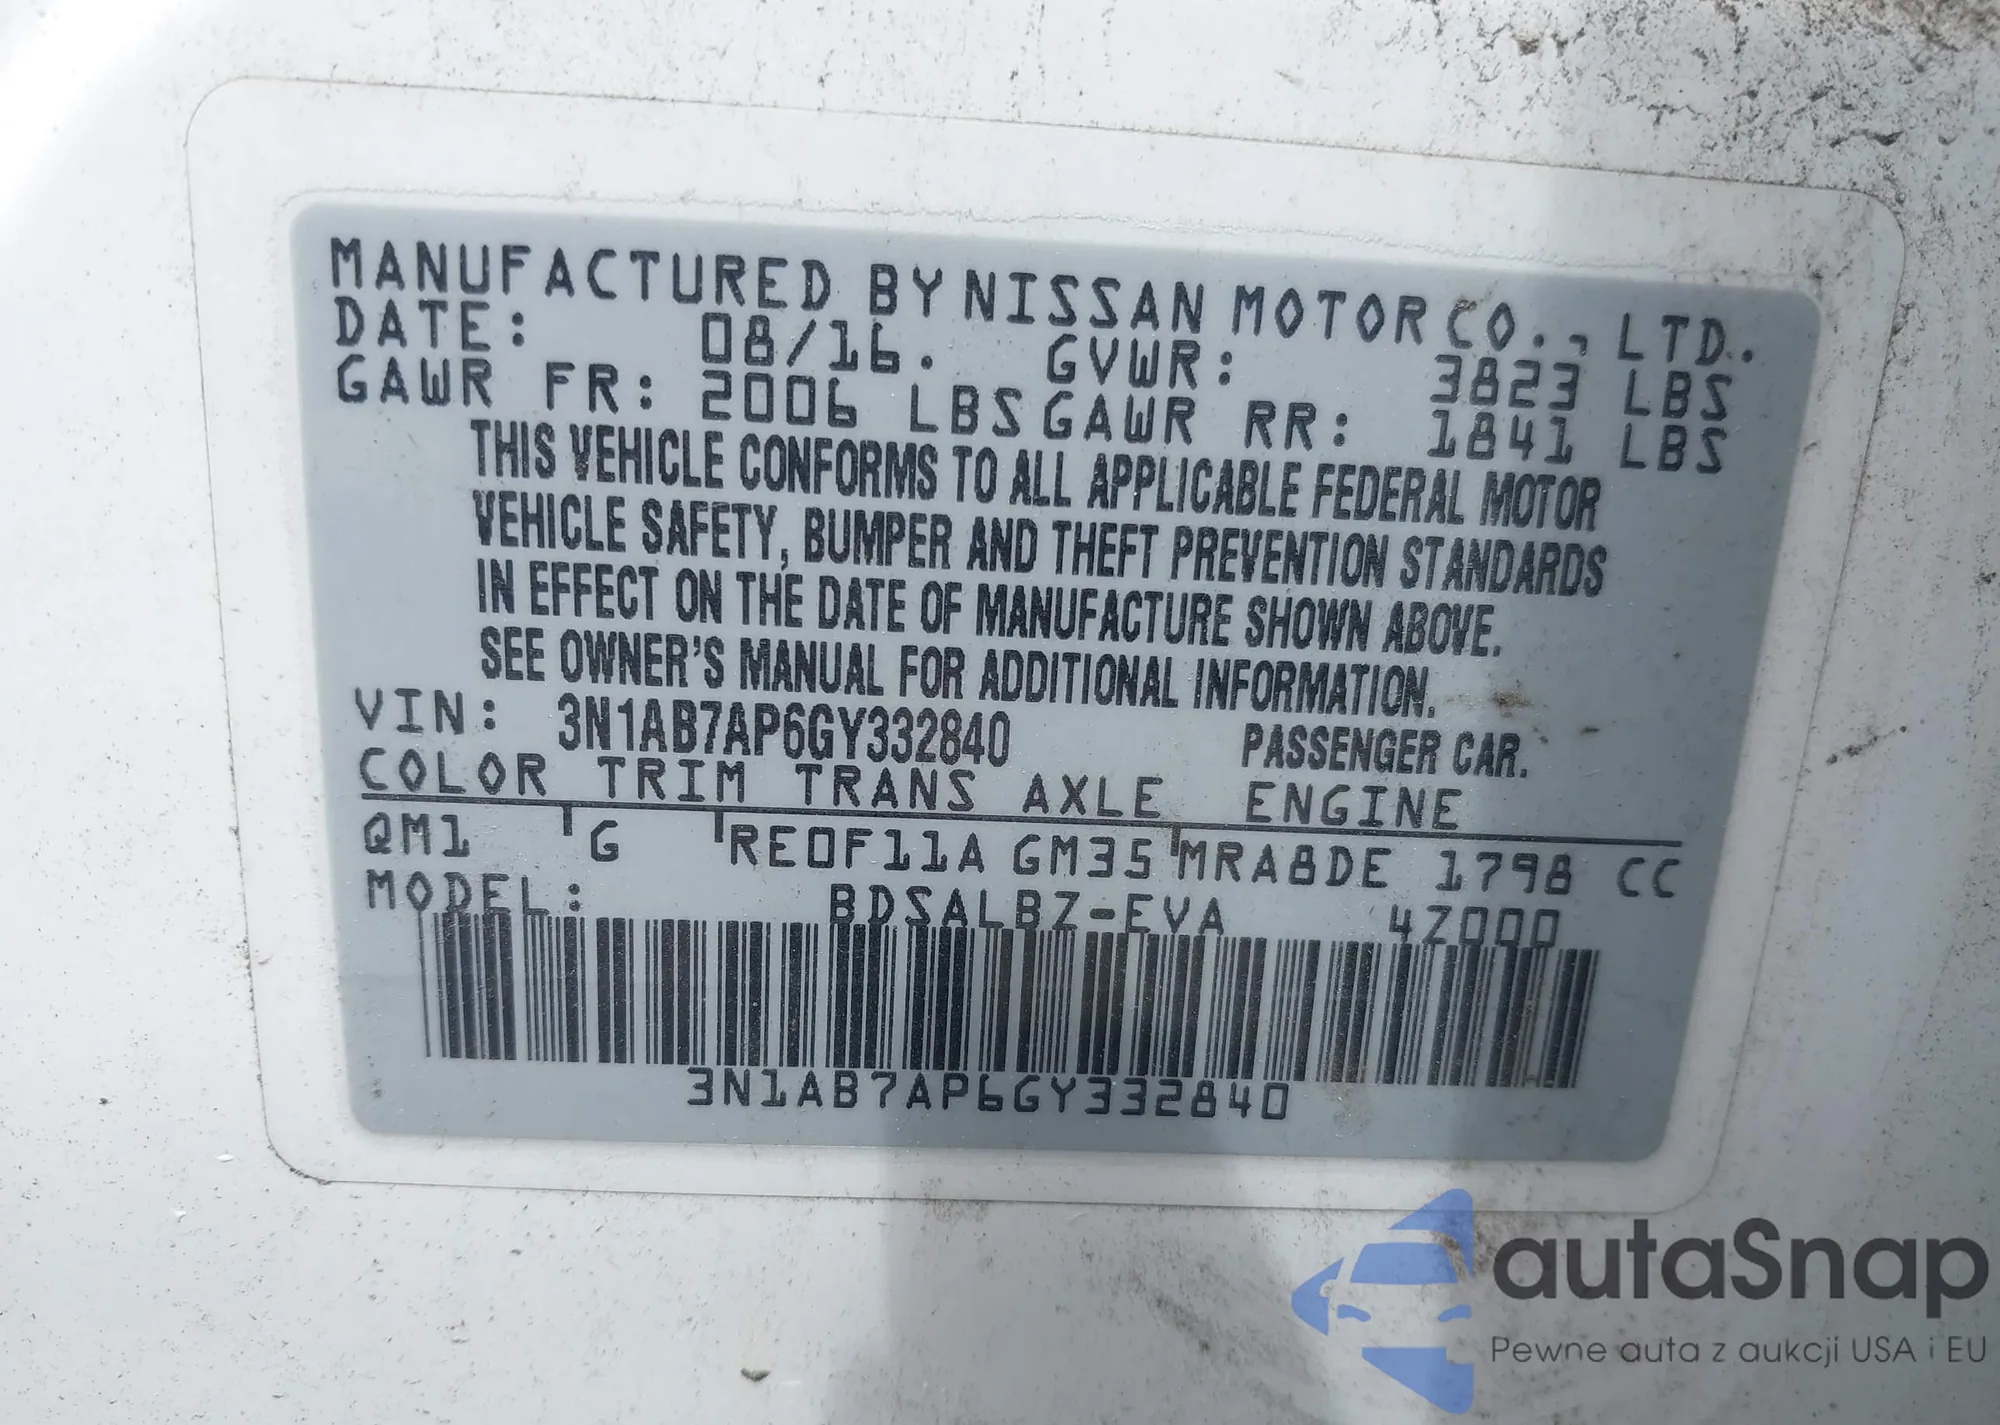 MANUFACTURED BY NISSAN MOTOR CO., LTD.
DATE: 08/16. GVWR: 3823 LBS
GAWR FR: 2006 LBS GAWR RR: 1841 LBS
THIS VEHICLE CONFORMS TO ALL APPLICABLE FEDERAL MOTOR
VEHICLE SAFETY, BUMPER AND THEFT PREVENTION STANDARDS
IN EFFECT ON THE DATE OF MANUFACTURE SHOWN ABOVE.
SEE OWNER'S MANUAL FOR ADDITIONAL INFORMATION.
VIN: 3N1AB7AP6GY332840 PASSENGER CAR.
COLOR TRIM TRANS AXLE ENGINE
QM1 G RE0F11A GM35 MRA8DE 1798 CC
MODEL: BDSALBZ-EVA 4Z000
3N1AB7AP6GY332840
autaSnap
Pewne auta z aukcji USA i EU